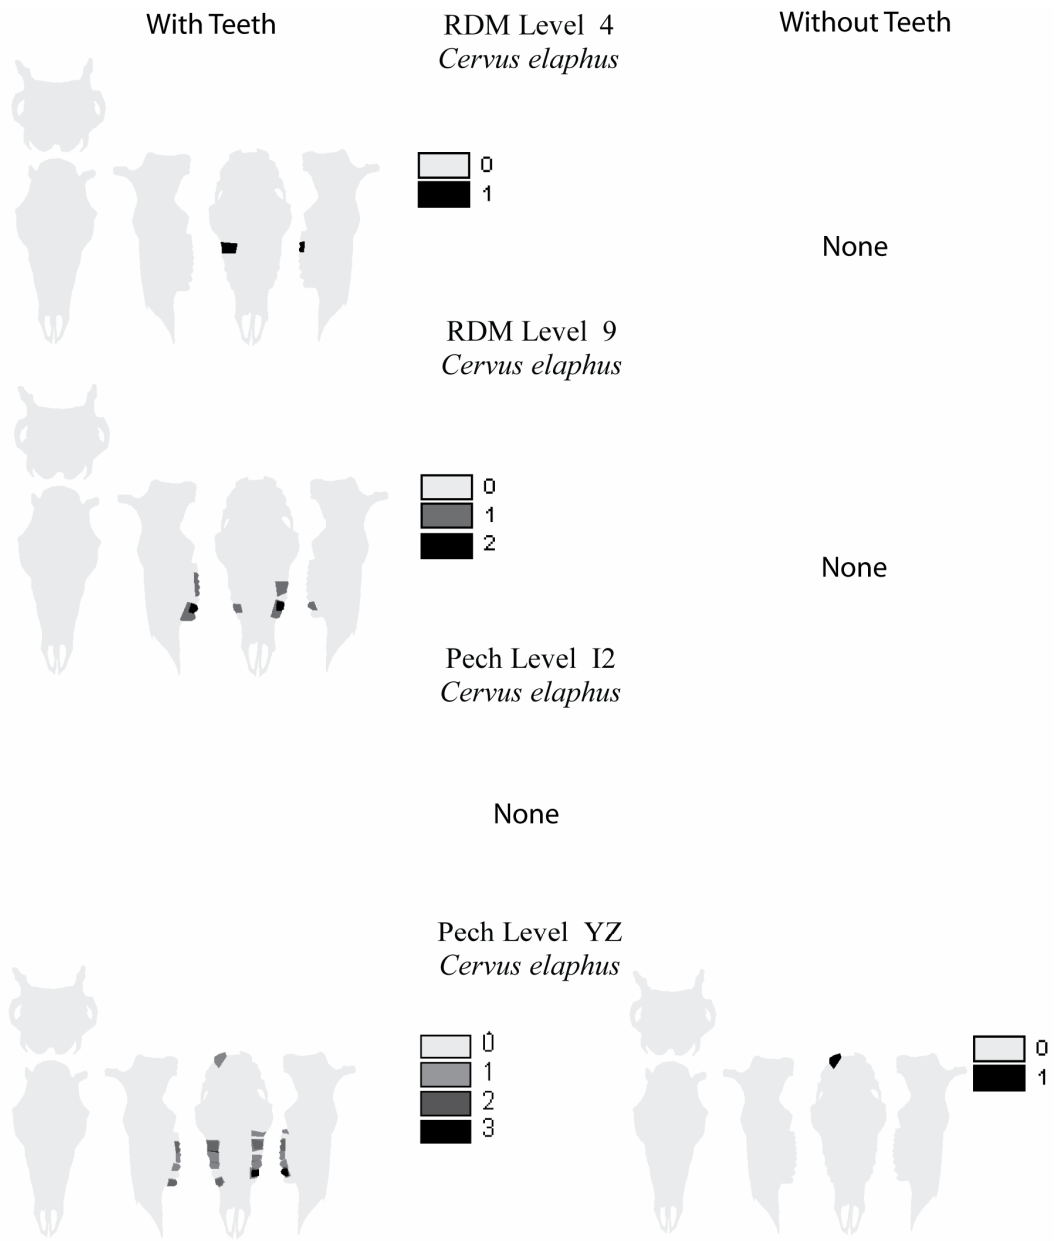 With Teeth
RDM Level 4
Without Teeth
Cervus elaphus
0
1
None
RDM Level 9
Cervus elaphus
0
1
2
None
Pech Level I2
Cervus elaphus
None
Pech Level YZ
Cervus elaphus
0
1
2
3
0
1